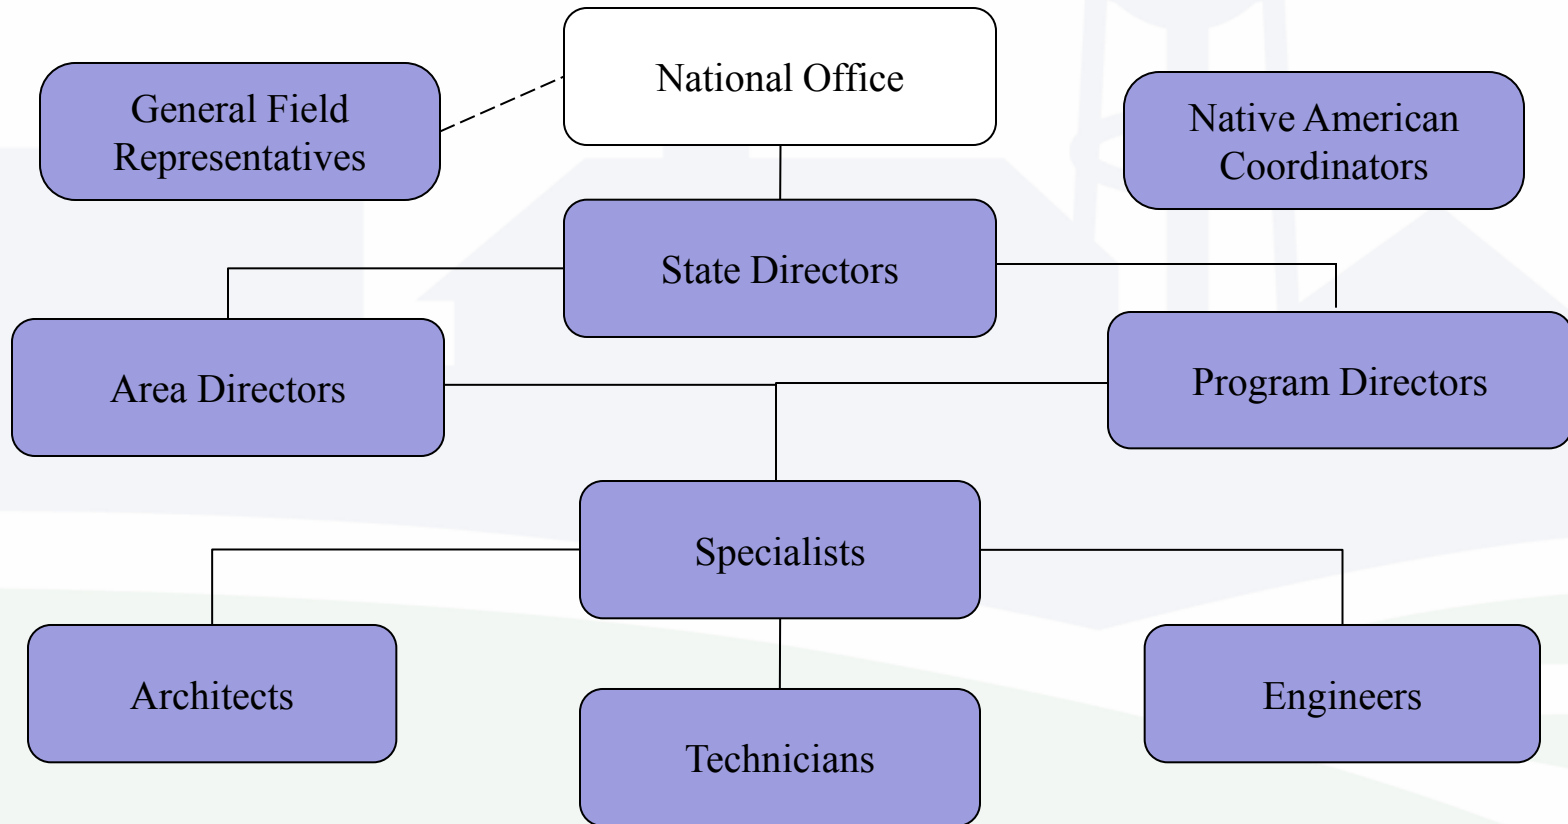 National Office
General Field
Representatives
Native American
Coordinators
State Directors
Area Directors
Program Directors
Specialists
Architects
Engineers
Technicians